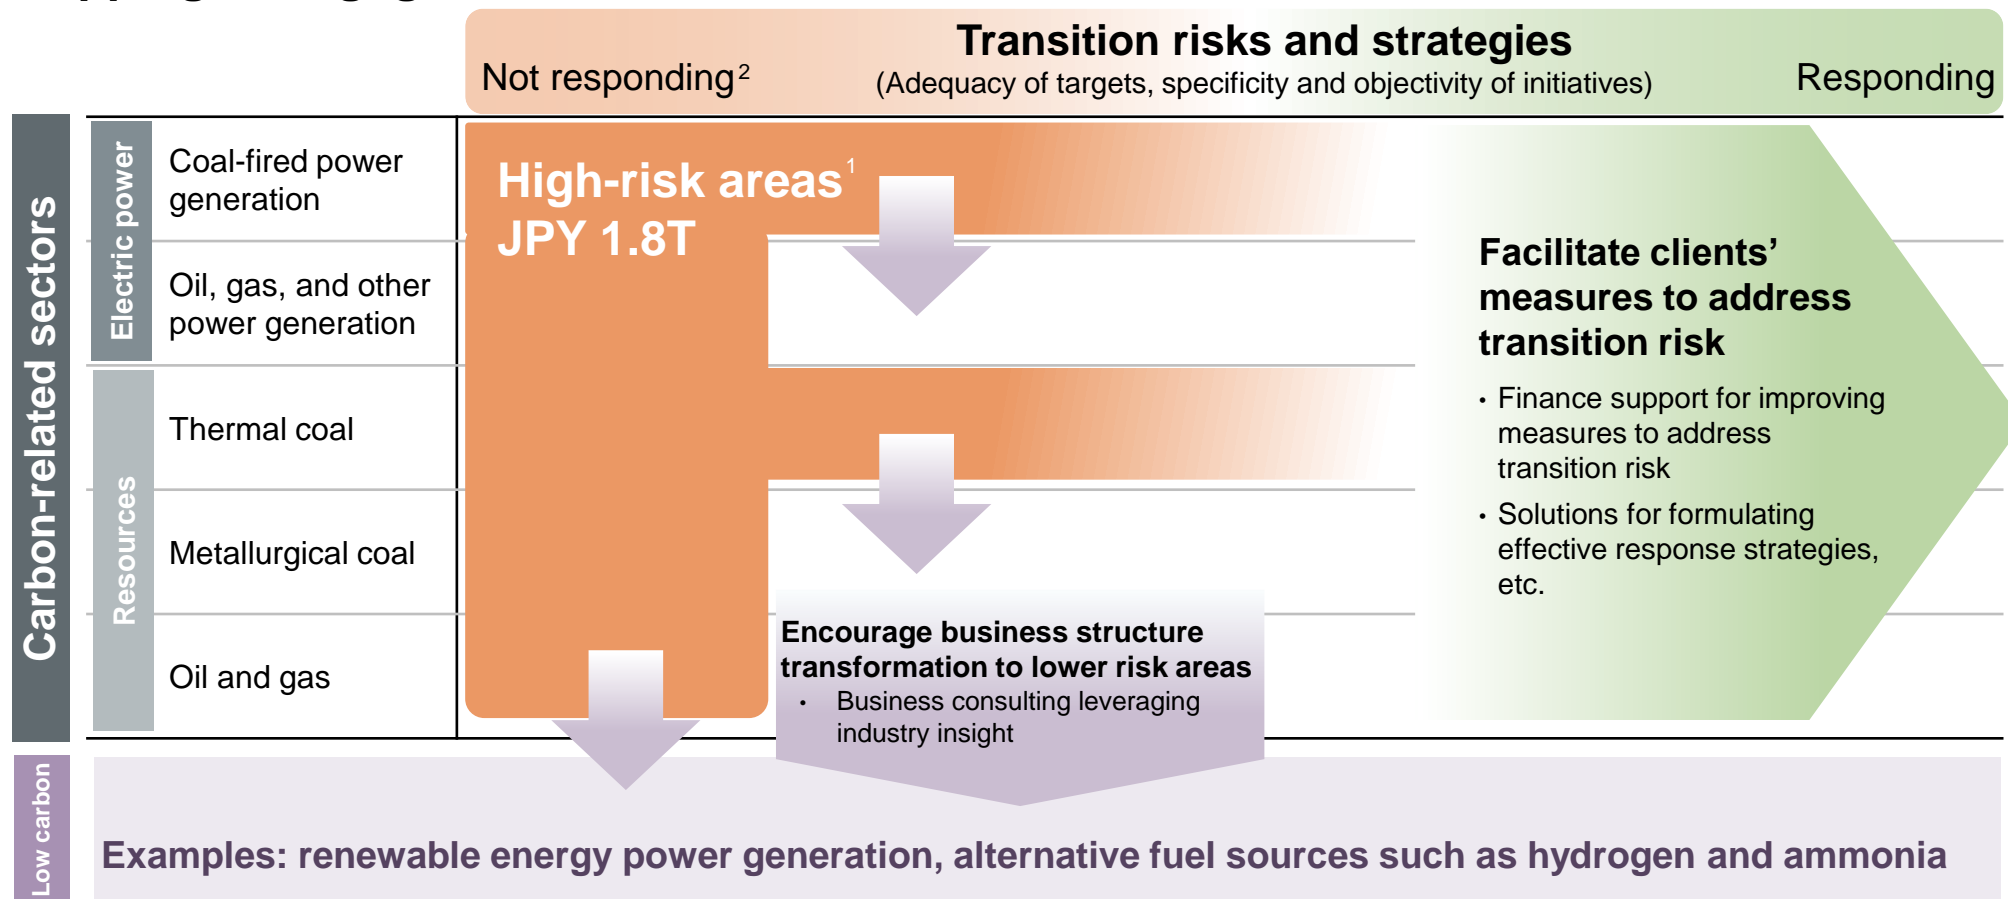 Transition risks and strategies
Not responding2
(Adequacy of targets, specificity and objectivity of initiatives)
Responding
Carbon-related sectors
Electric power
Coal-fired power
generation
Oil, gas, and other
power generation
Resources
Thermal coal
Metallurgical coal
Oil and gas
High-risk areas1
JPY 1.8T
Encourage business structure
transformation to lower risk areas
• Business consulting leveraging
industry insight
Facilitate clients’
measures to address
transition risk
• Finance support for improving
measures to address
transition risk
• Solutions for formulating
effective response strategies,
etc.
Low carbon
Examples: renewable energy power generation, alternative fuel sources such as hydrogen and ammonia